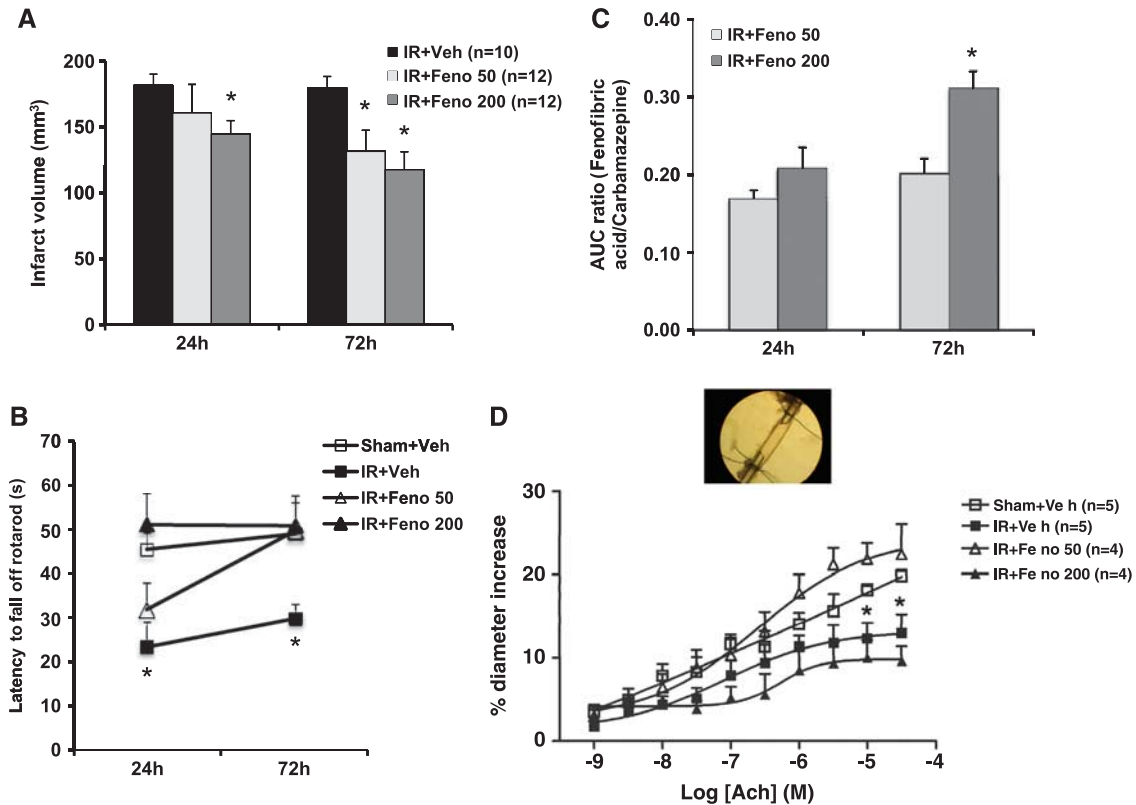 A
IR+Veh (n=10)
IR+Feno 50 (n=12)
IR+Feno 200 (n=12)
Infarct volume (mm³)
200
150
100
50
0
*
*
*
24h
72h
C
IR+Feno 50
IR+Feno 200
AUC ratio (Fenofibric
acid/Carbamazepine)
0.40
0.30
0.20
0.10
0.00
*
24h
72h
B
Sham+Veh
IR+Veh
IR+Feno 50
IR+Feno 200
Latency to fall off rotarod (s)
70
60
50
40
30
20
10
0
*
*
24h
72h
D
Sham+Ve h (n=5)
IR+Ve h (n=5)
IR+Fe no 50 (n=4)
IR+Fe no 200 (n=4)
% diameter increase
30
20
10
0
*
*
-9
-8
-7
-6
-5
-4
Log [Ach] (M)